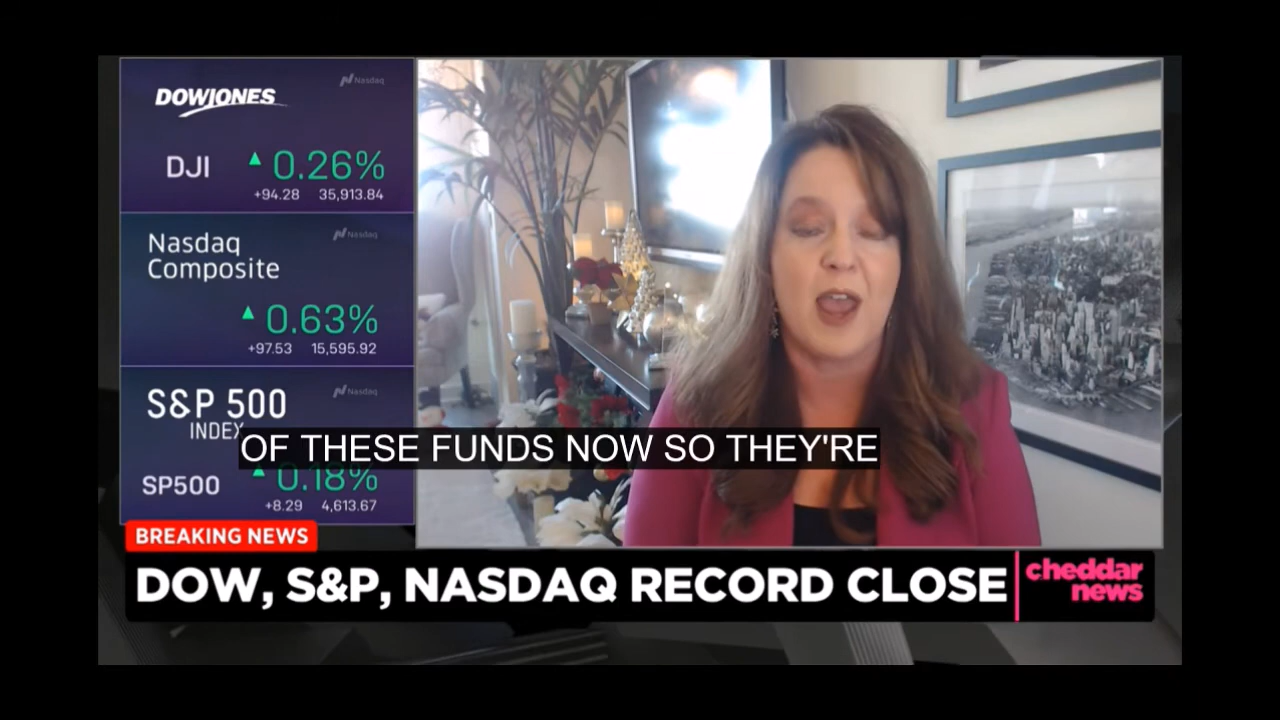 DOWJONES
Nasdaq
DJI ▲ 0.26%
+94.28 35,913.84
Nasdaq
Nasdaq
Composite
▲ 0.63%
+97.53 15,595.92
Nasdaq
S&P 500
INDEX
OF THESE FUNDS NOW SO THEY'RE
SP500 ▲ 0.18%
+8.29 4,613.67
BREAKING NEWS
DOW, S&P, NASDAQ RECORD CLOSE
cheddar
news